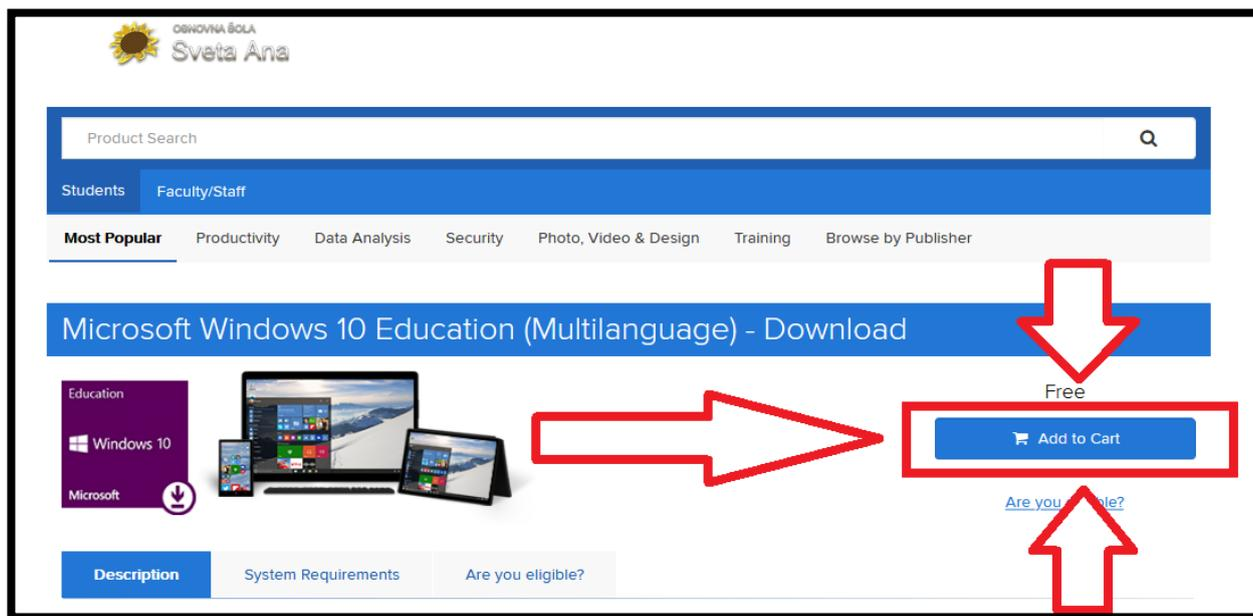 OSNOVNA ŠOLA
Sveta Ana
Product Search
Students Faculty/Staff
Most Popular Productivity Data Analysis Security Photo, Video & Design Training Browse by Publisher
Microsoft Windows 10 Education (Multilanguage) - Download
Education
Windows 10
Microsoft
Free
Add to Cart
Are you
Description System Requirements Are you eligible?